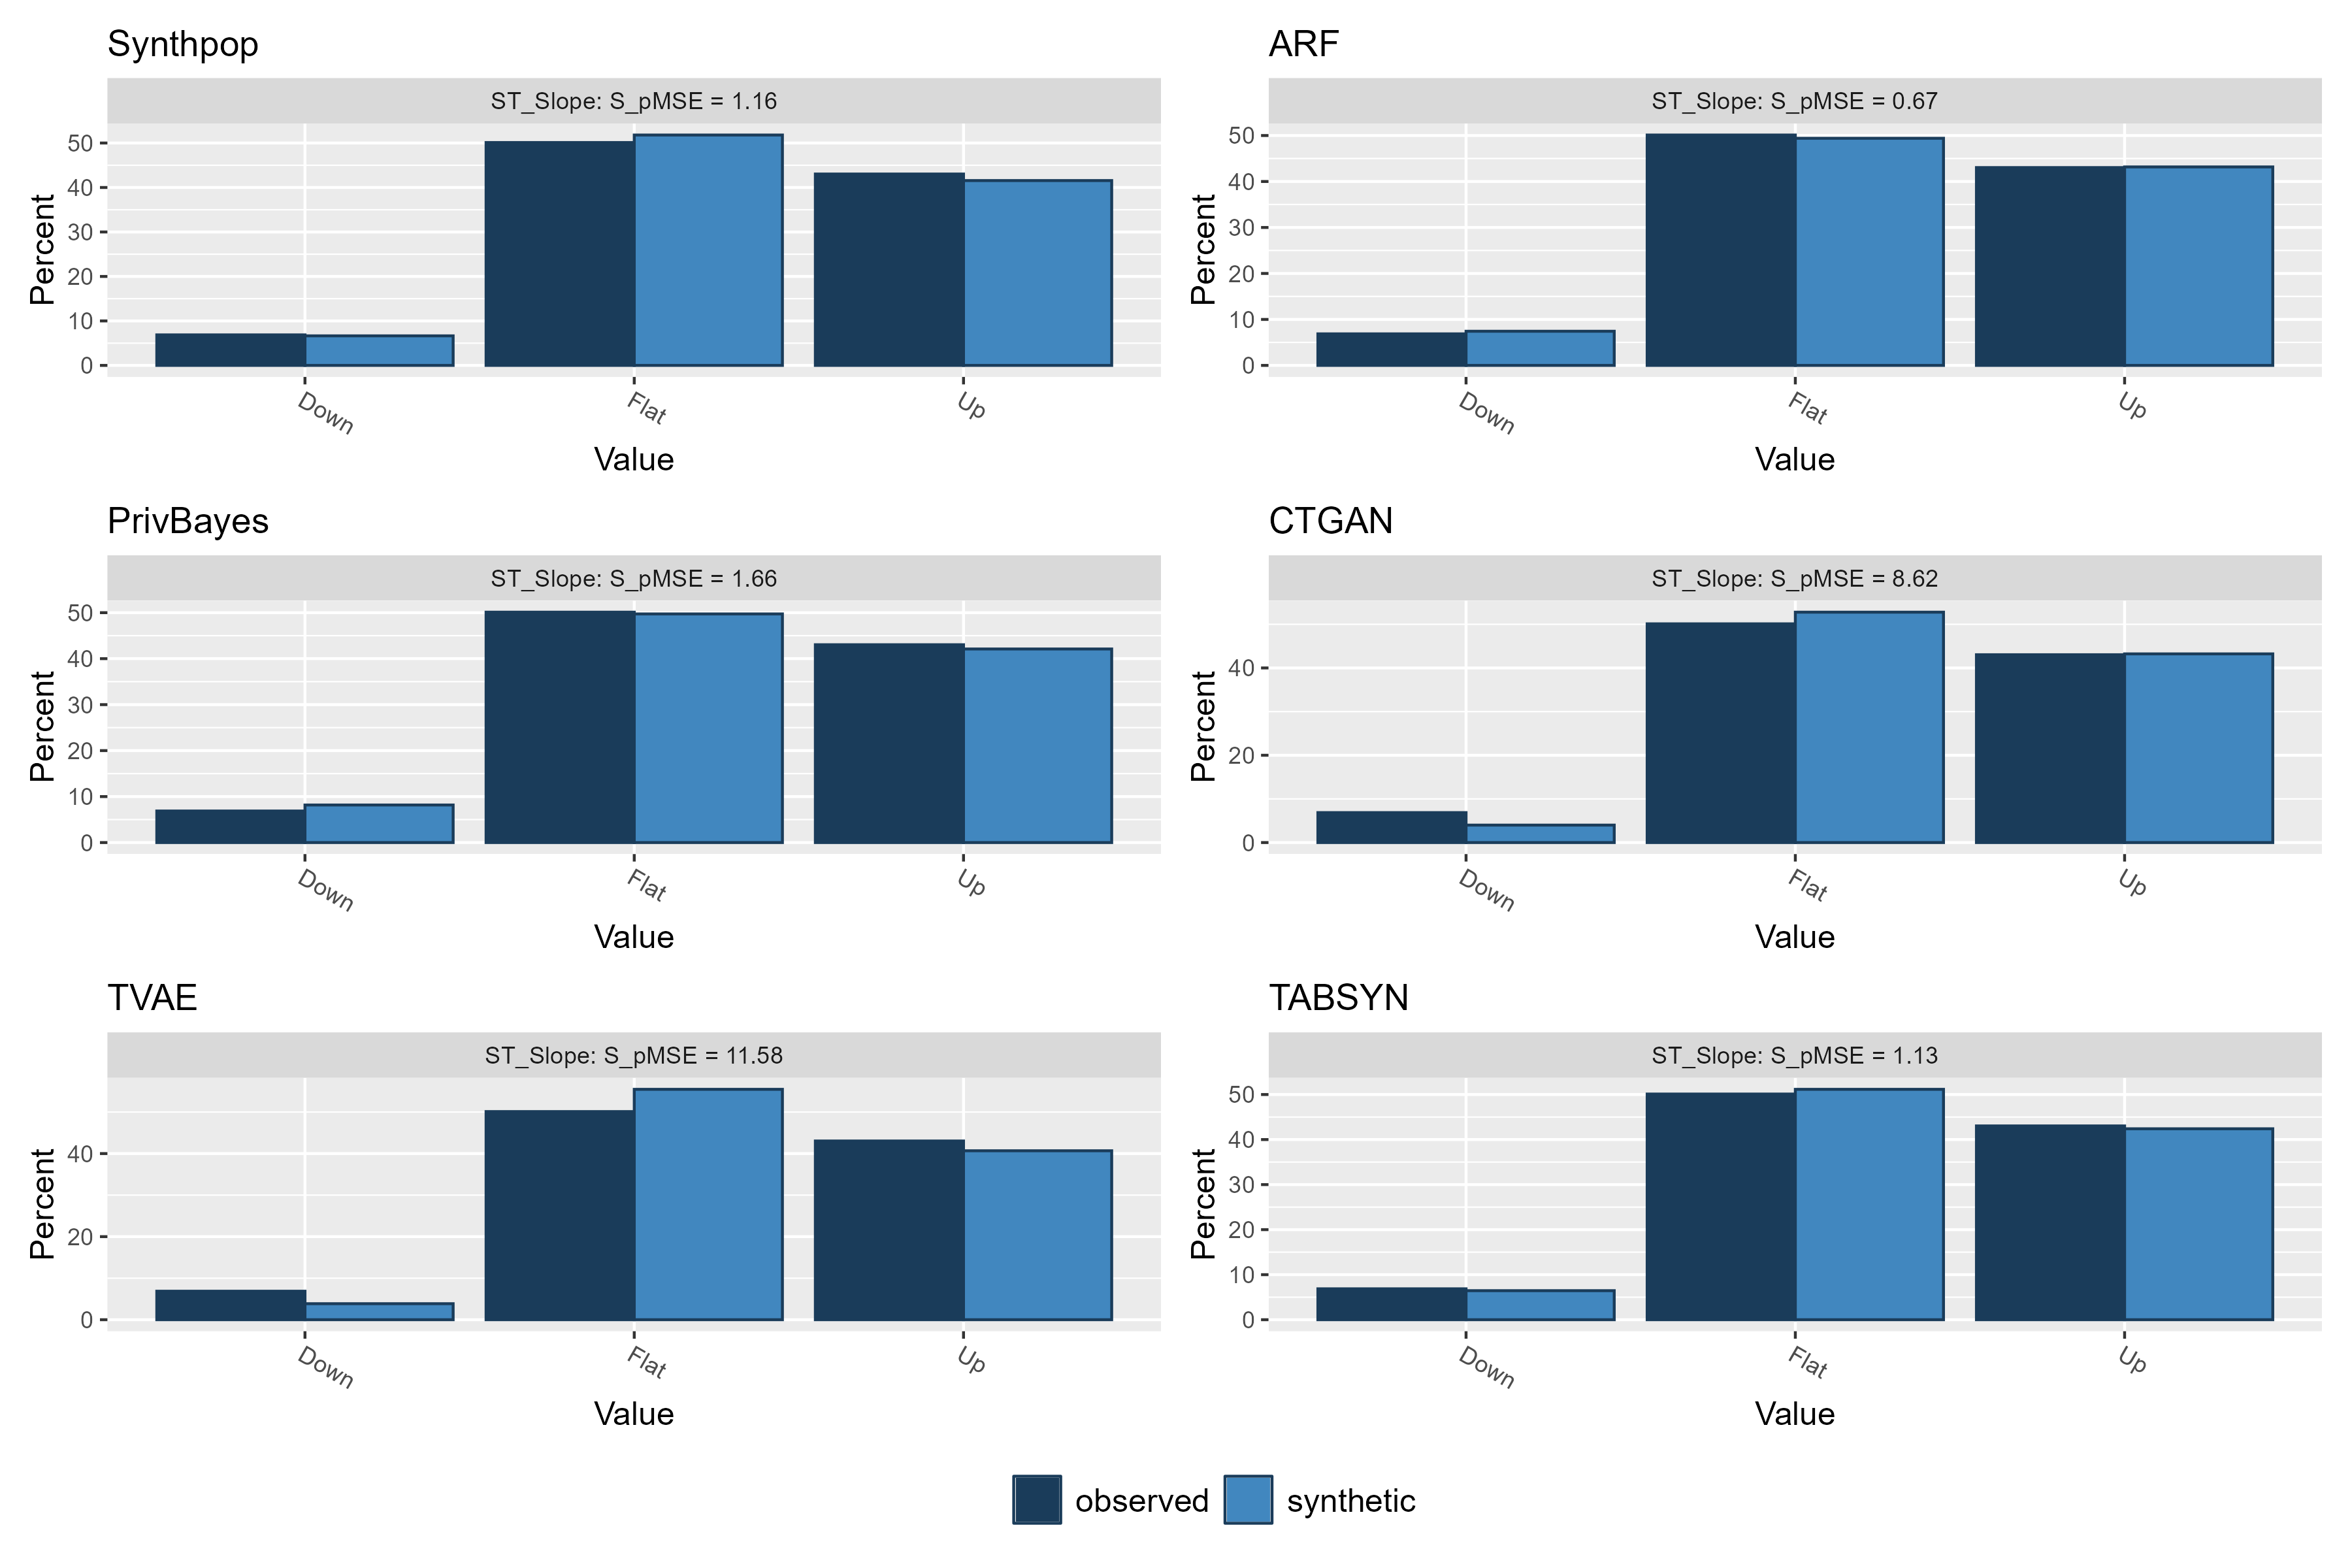 Synthpop
ST_Slope: S_pMSE = 1.16
Percent
50
40
30
20
10
0
Down Flat Up
Value
ARF
ST_Slope: S_pMSE = 0.67
Percent
50
40
30
20
10
0
Down Flat Up
Value
PrivBayes
ST_Slope: S_pMSE = 1.66
Percent
50
40
30
20
10
0
Down Flat Up
Value
CTGAN
ST_Slope: S_pMSE = 8.62
Percent
40
20
0
Down Flat Up
Value
TVAE
ST_Slope: S_pMSE = 11.58
Percent
40
20
0
Down Flat Up
Value
TABSYN
ST_Slope: S_pMSE = 1.13
Percent
50
40
30
20
10
0
Down Flat Up
Value
observed synthetic